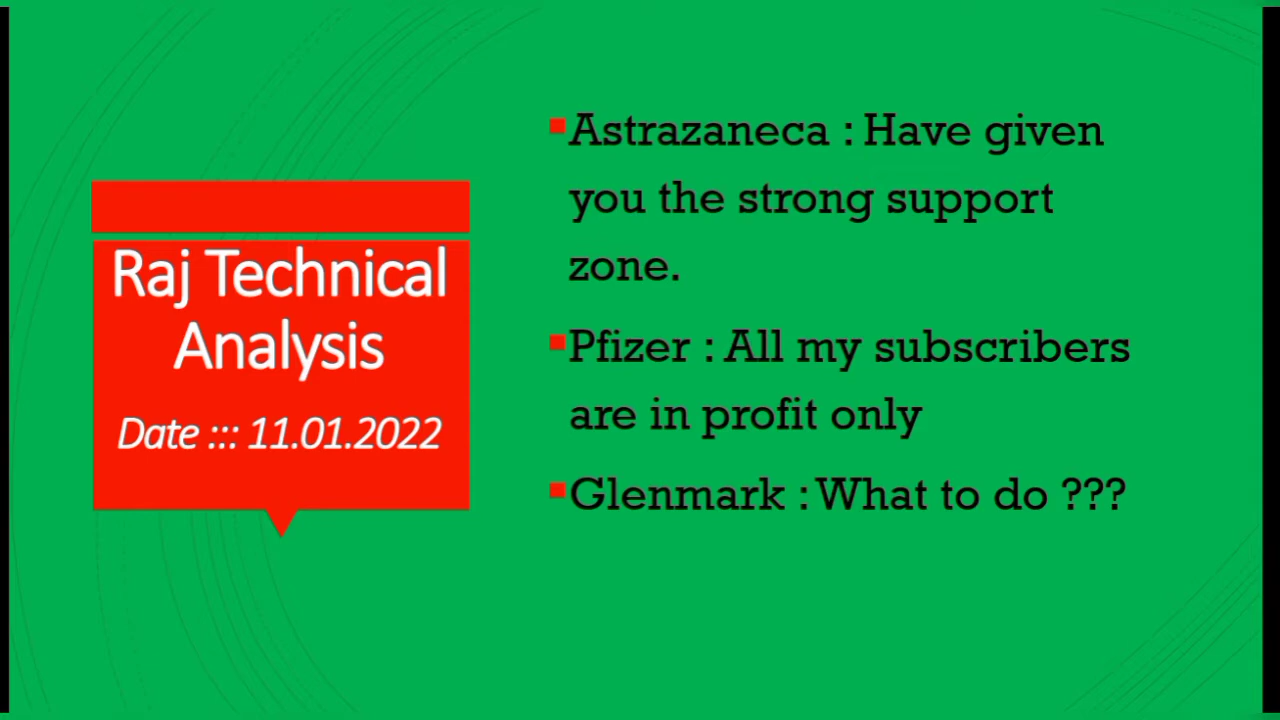 Raj Technical
Analysis
Date ::: 11.01.2022
Astrazaneca : Have given
you the strong support
zone.
Pfizer : All my subscribers
are in profit only
Glenmark : What to do ???